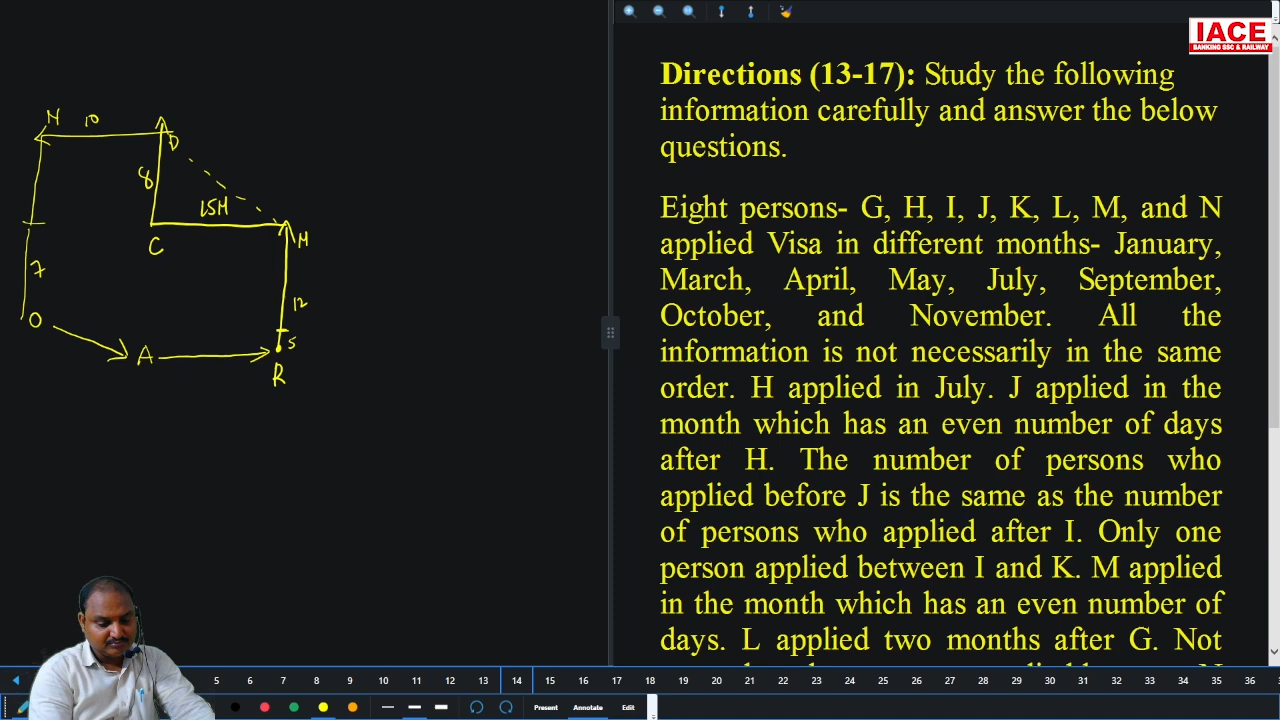 IACE
BANKING SSC & RAILWAY
Directions (13-17): Study the following
information carefully and answer the below
questions.
Eight persons- G, H, I, J, K, L, M, and N
applied Visa in different months- January,
March, April, May, July, September,
October, and November. All the
information is not necessarily in the same
order. H applied in July. J applied in the
month which has an even number of days
after H. The number of persons who
applied before J is the same as the number
of persons who applied after I. Only one
person applied between I and K. M applied
in the month which has an even number of
days. L applied two months after G. Not
N 10
D
8
15M
C
M
7
12
O
5
A
R
5 6 7 8 9 10 11 12 13 14 15 16 17 18 19 20 21 22 23 24 25 26 27 28 29 30 31 32 33 34 35 36
Present Annotate Edit